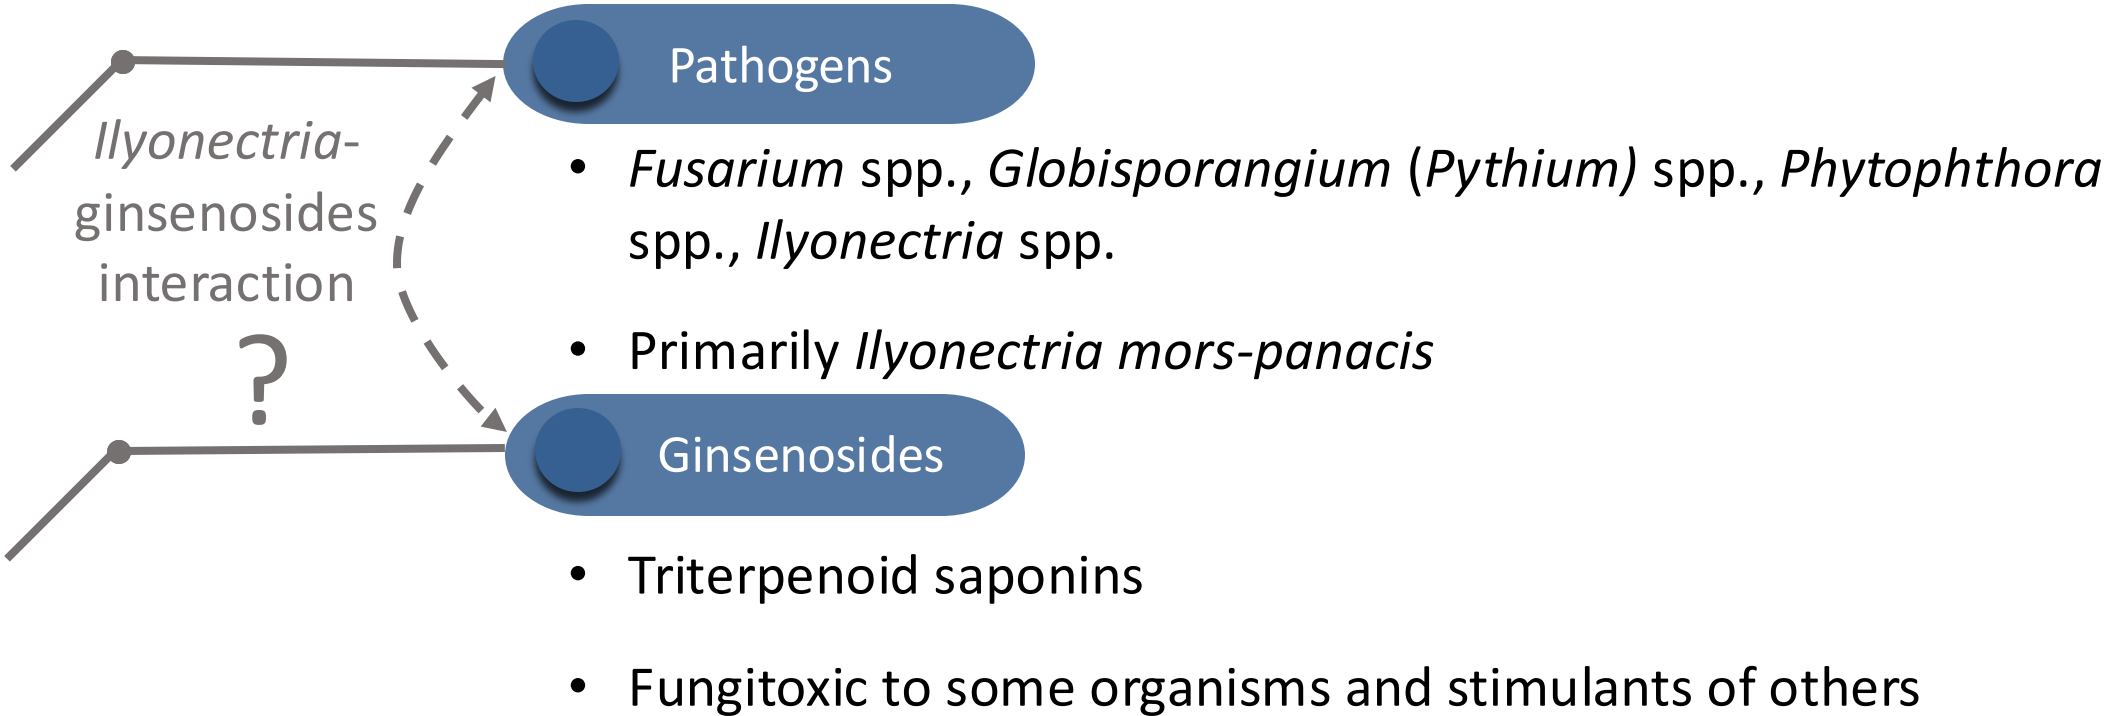 Pathogens
Ilyonectria-
ginsenosides
interaction
?
• Fusarium spp., Globisporangium (Pythium) spp., Phytophthora
spp., Ilyonectria spp.
• Primarily Ilyonectria mors-panacis
Ginsenosides
• Triterpenoid saponins
• Fungitoxic to some organisms and stimulants of others